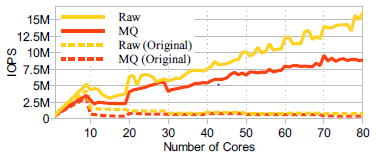 15M
12.5M
10M
7.5M
5M
2.5M
0
IOPS
Raw
MQ
Raw (Original)
MQ (Original)
10 20 30 40 50 60 70 80
Number of Cores